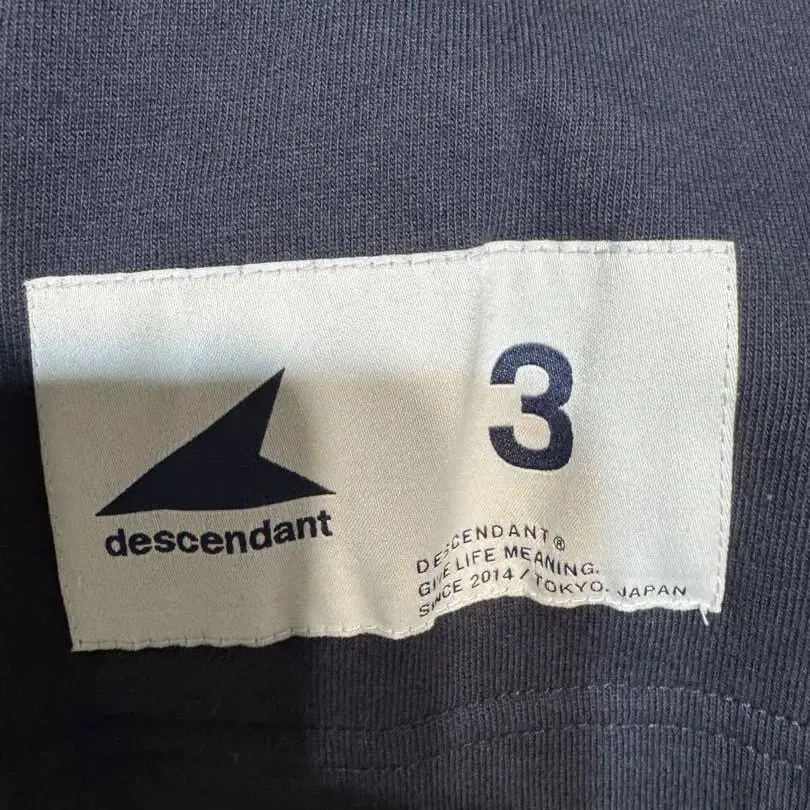 descendant
3
DESCENDANT®
GIVE LIFE MEANING.
SINCE 2014 / TOKYO. JAPAN